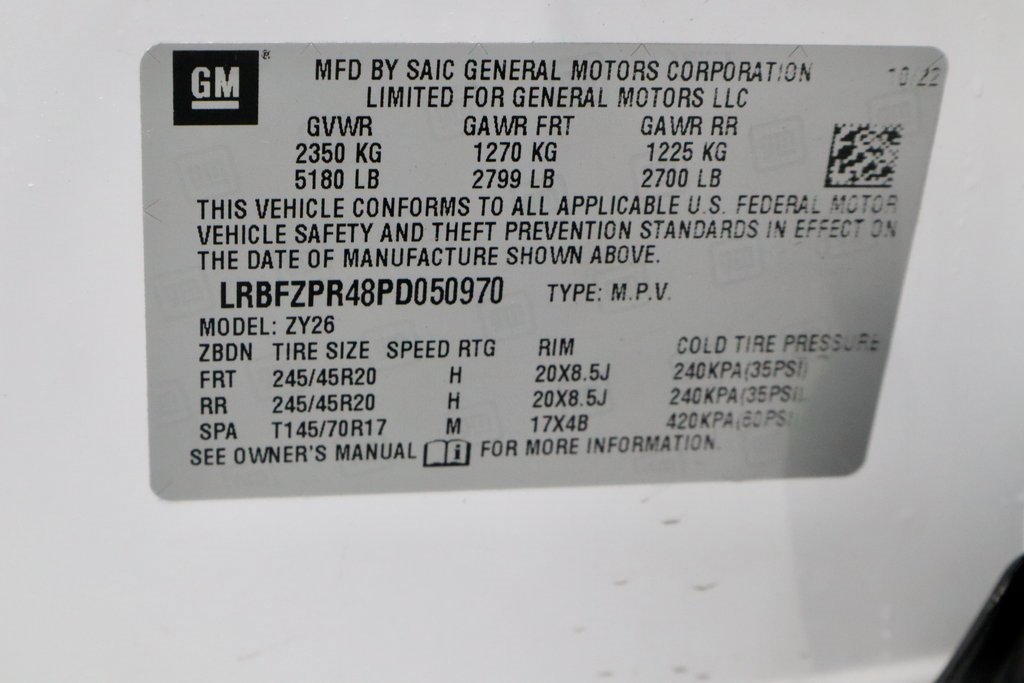 GM ® MFD BY SAIC GENERAL MOTORS CORPORATION 10/22
LIMITED FOR GENERAL MOTORS LLC
GVWR GAWR FRT GAWR RR
2350 KG 1270 KG 1225 KG
5180 LB 2799 LB 2700 LB
THIS VEHICLE CONFORMS TO ALL APPLICABLE U.S. FEDERAL MOTOR
VEHICLE SAFETY AND THEFT PREVENTION STANDARDS IN EFFECT ON
THE DATE OF MANUFACTURE SHOWN ABOVE.
LRBFZPR48PD050970 TYPE: M.P.V.
MODEL: ZY26
ZBDN TIRE SIZE SPEED RTG RIM COLD TIRE PRESSURE
FRT 245/45R20 H 20X8.5J 240KPA(35PSI)
RR 245/45R20 H 20X8.5J 240KPA(35PSI)
SPA T145/70R17 M 17X4B 420KPA(60PSI)
SEE OWNER'S MANUAL i FOR MORE INFORMATION.